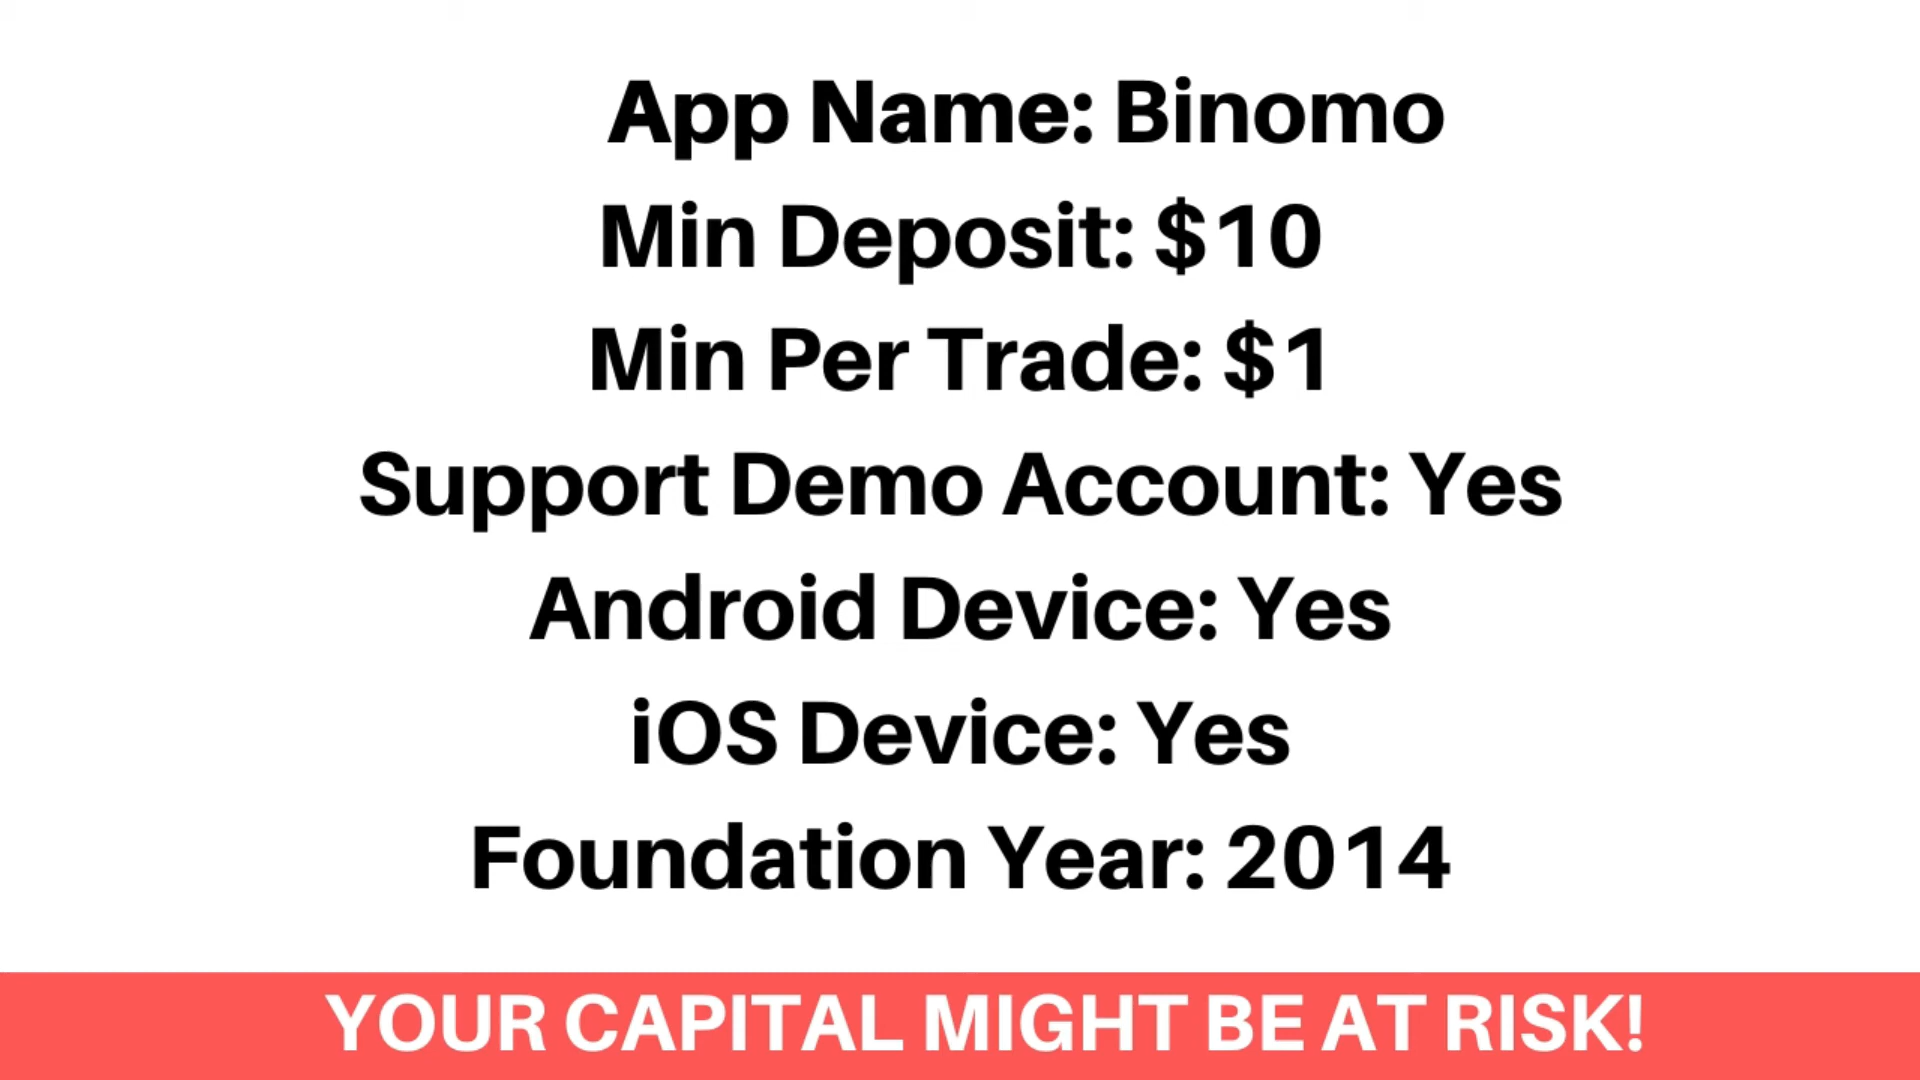 App Name: Binomo
Min Deposit: $10
Min Per Trade: $1
Support Demo Account: Yes
Android Device: Yes
iOS Device: Yes
Foundation Year: 2014
YOUR CAPITAL MIGHT BE AT RISK!